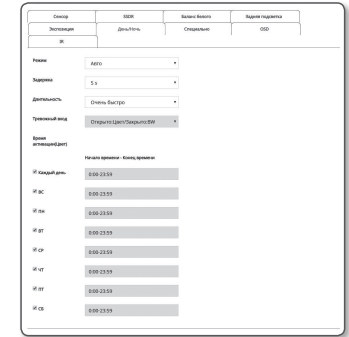 Сенсор SSDR Баланс белого Задняя подсветка
Экспозиция День/Ночь Специально OSD
IR
Режим Авто
Задержка 5 s
Длительность Очень быстро
Тревожный вход Открыто:Цвет/Закрыто:BW
Время
активации(Цвет)
Начало времени - Конец времени
Каждый день 0:00-23:59
ВС 0:00-23:59
ПН 0:00-23:59
ВТ 0:00-23:59
СР 0:00-23:59
ЧТ 0:00-23:59
ПТ 0:00-23:59
СБ 0:00-23:59